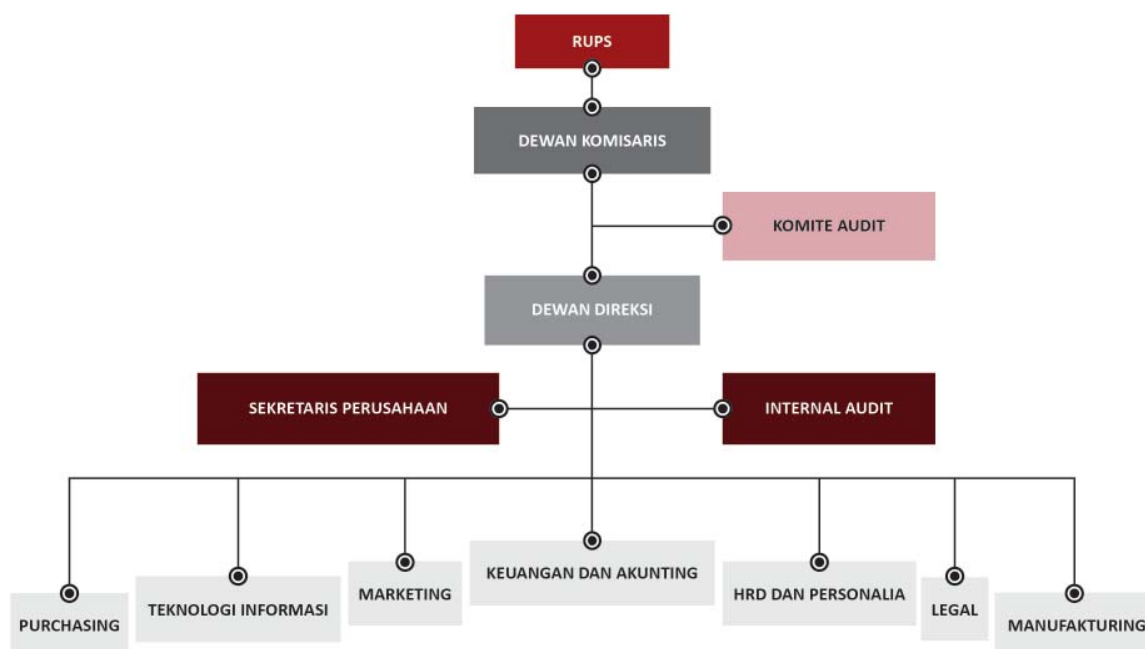 RUPS
DEWAN KOMISARIS
KOMITE AUDIT
DEWAN DIREKSI
SEKRETARIS PERUSAHAAN
INTERNAL AUDIT
PURCHASING
TEKNOLOGI INFORMASI
MARKETING
KEUANGAN DAN AKUNTING
HRD DAN PERSONALIA
LEGAL
MANUFAKTURING